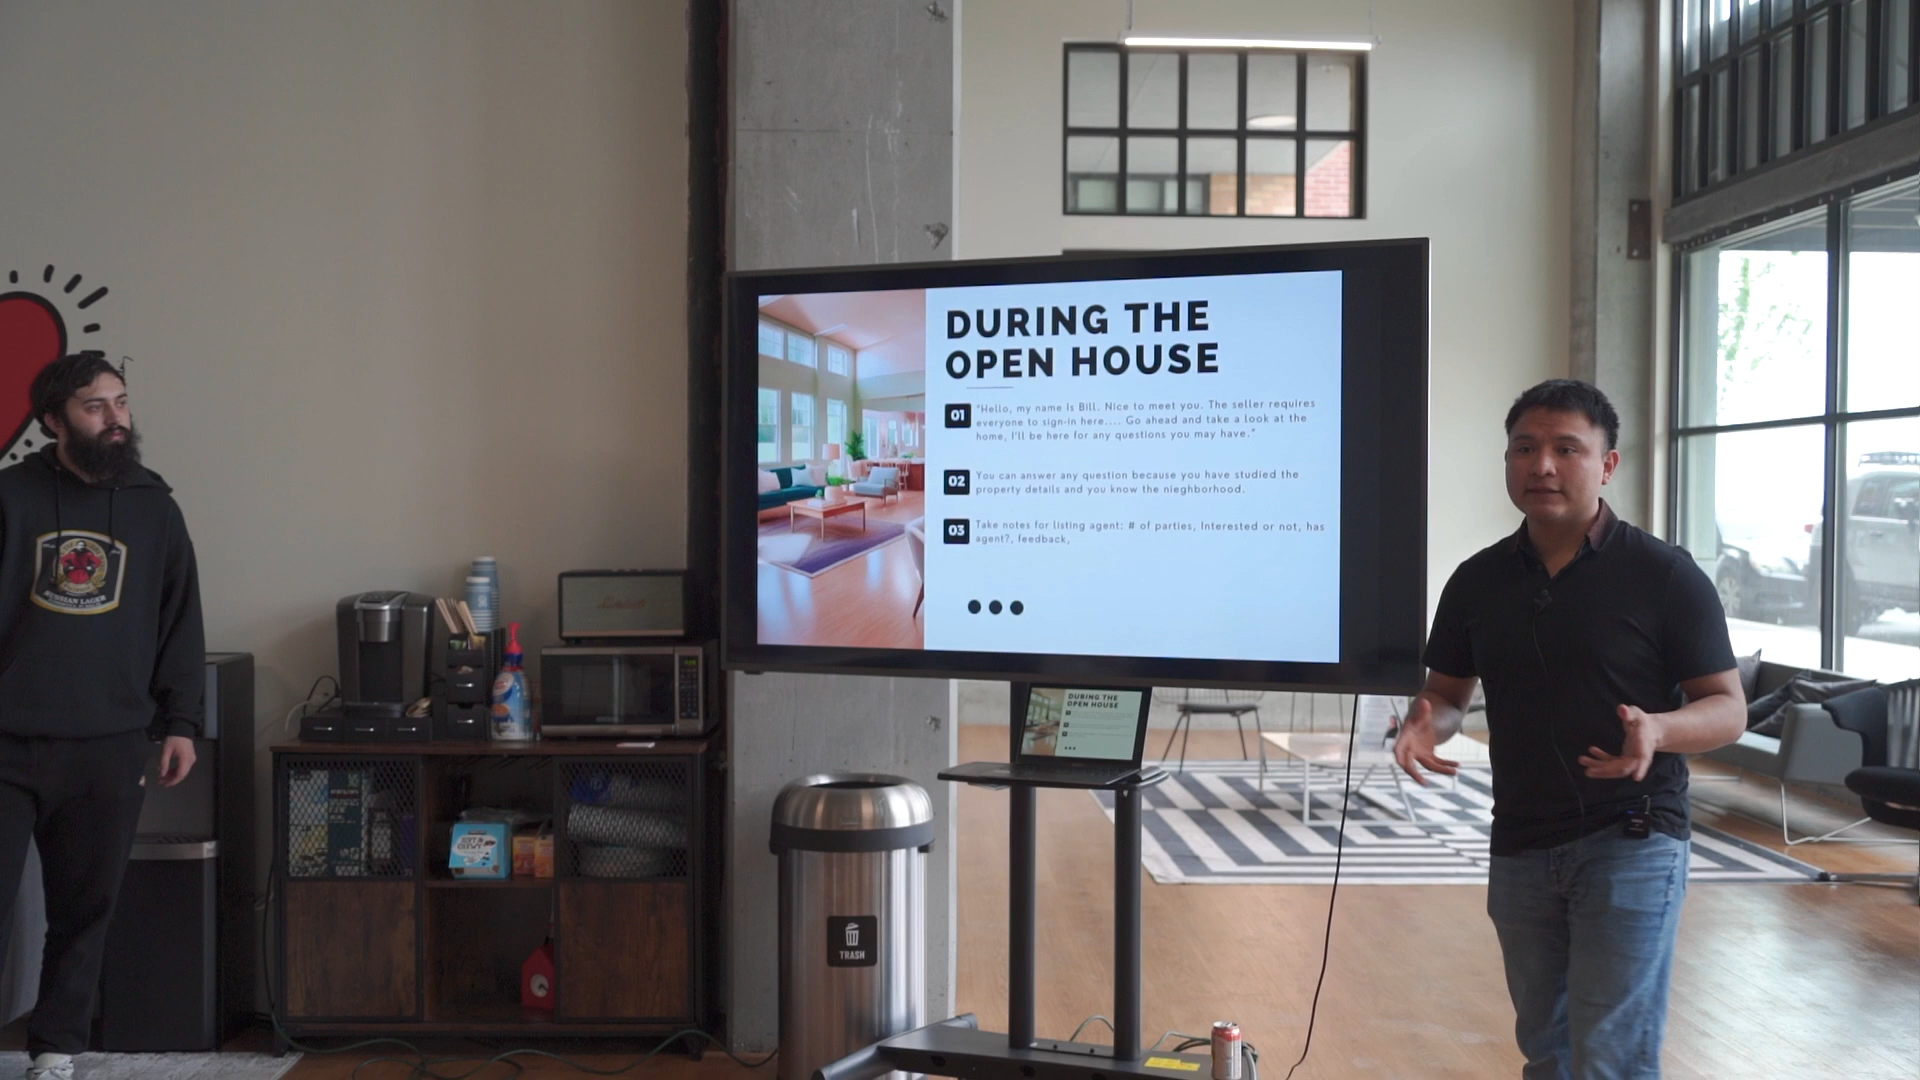 DURING THE
OPEN HOUSE
01
"Hello, my name is Bill. Nice to meet you. The seller requires
everyone to sign-in here.... Go ahead and take a look at the
home, I'll be here for any questions you may have."
02
You can answer any question because you have studied the
property details and you know the nieghborhood.
03
Take notes for listing agent: # of parties, Interested or not, has
agent?, feedback,
RUSSIAN LAGER
Marshall
DURING THE
OPEN HOUSE
TRASH